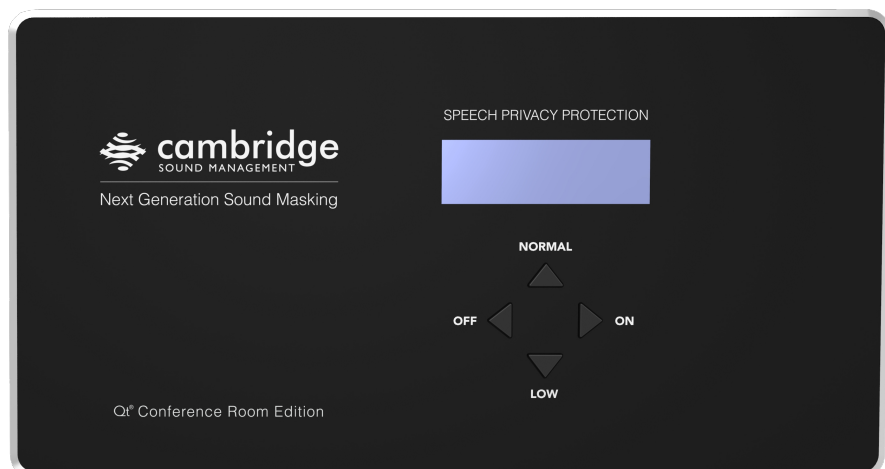 cambridge
SOUND MANAGEMENT
Next Generation Sound Masking
SPEECH PRIVACY PROTECTION
NORMAL
OFF
ON
LOW
Qt® Conference Room Edition